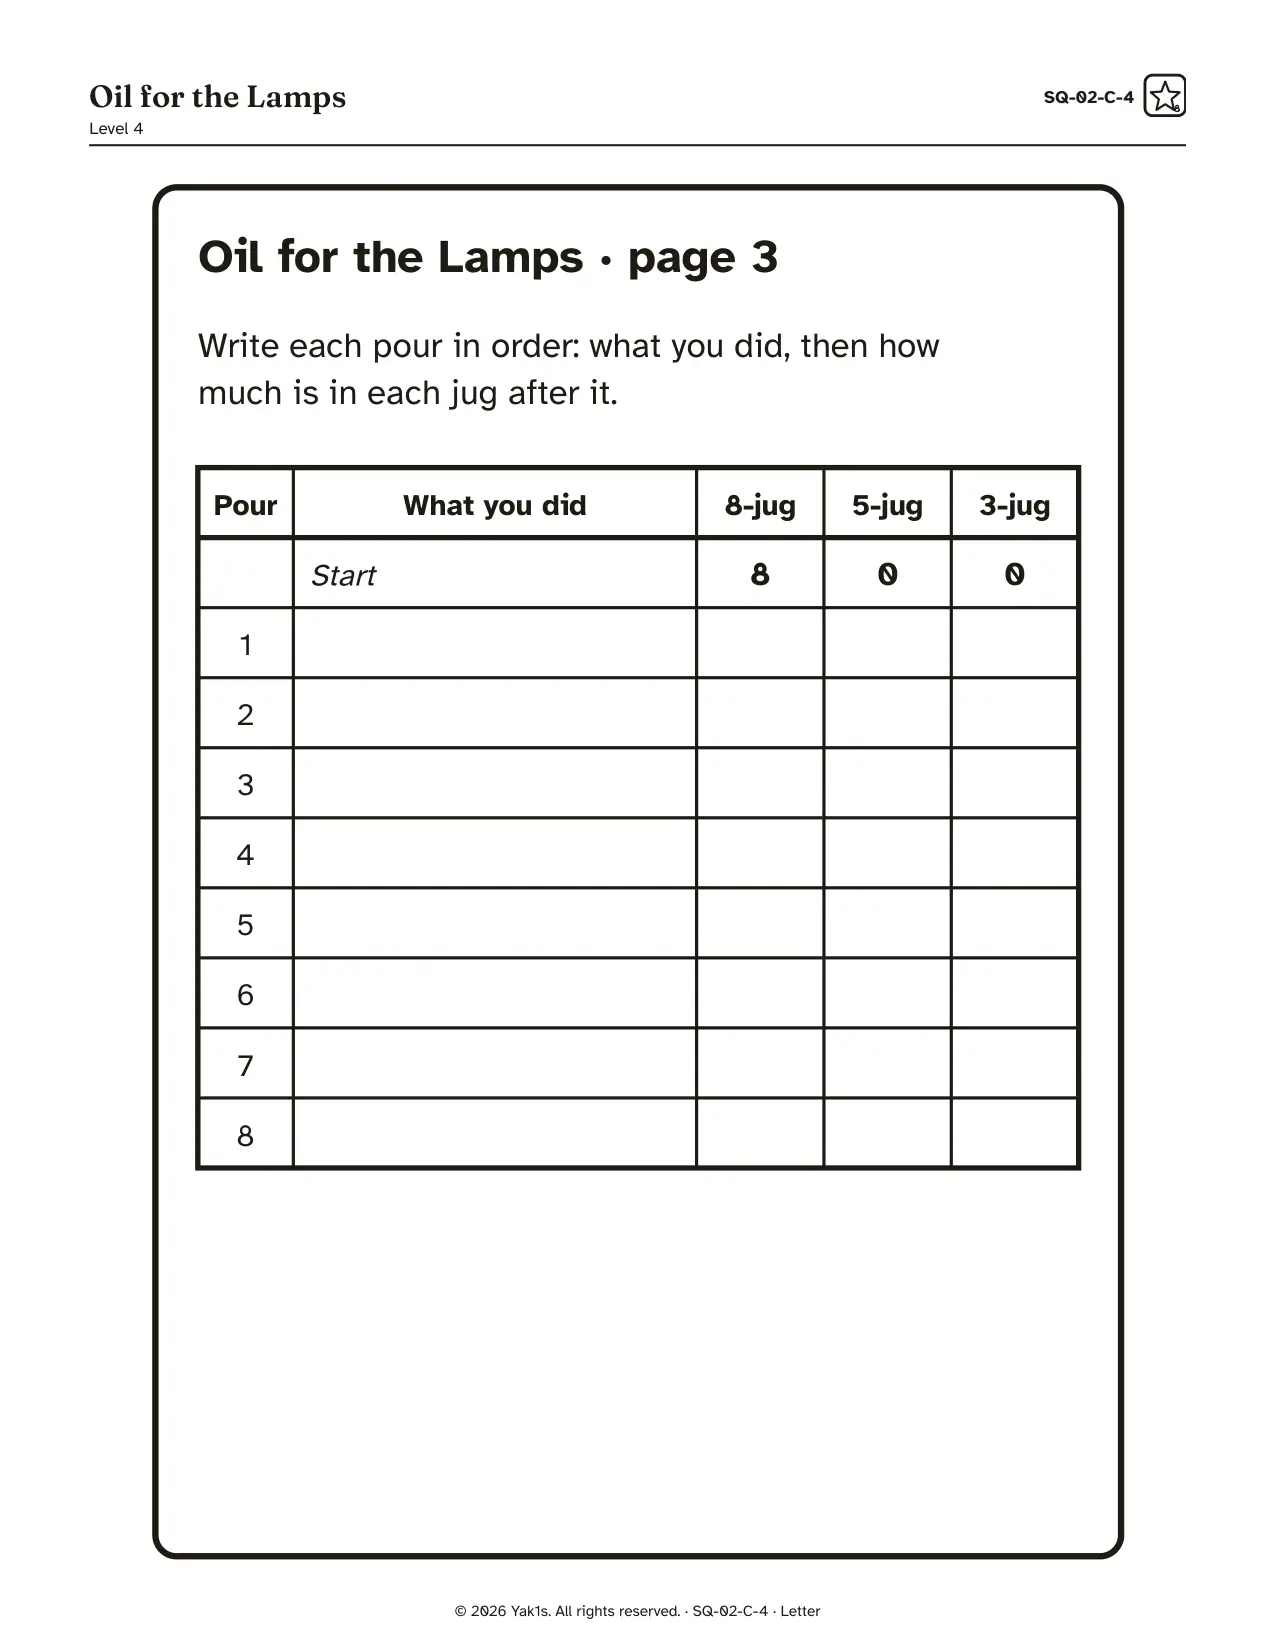 Oil for the Lamps
Level 4
SQ-02-C-4
8
Oil for the Lamps · page 3
Write each pour in order: what you did, then how
much is in each jug after it.
Pour What you did 8-jug 5-jug 3-jug
Start 8 0 0
1
2
3
4
5
6
7
8
© 2026 Yak1s. All rights reserved. · SQ-02-C-4 · Letter